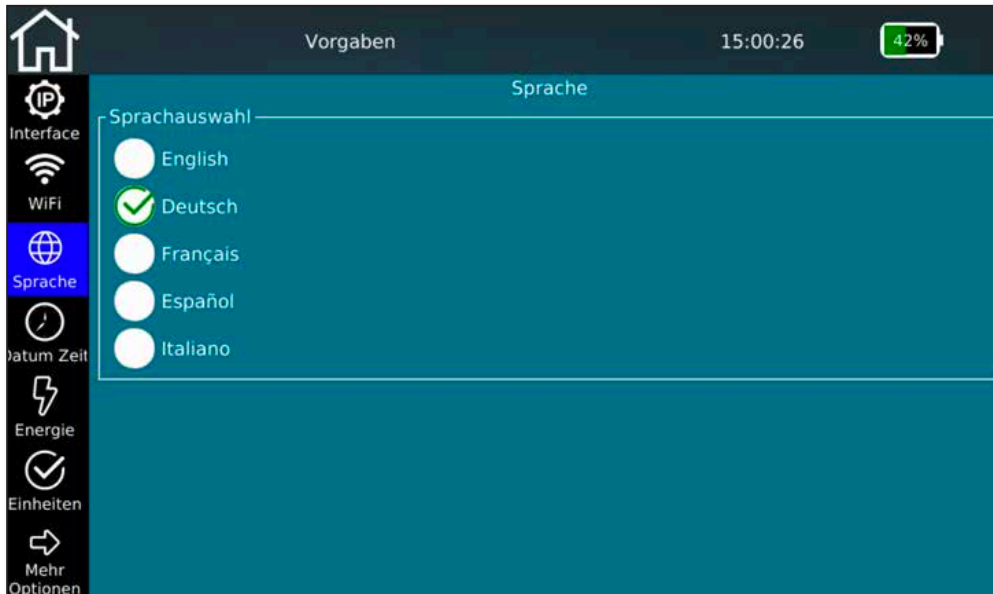 Vorgaben 15:00:26 42%
Sprache
Sprachauswahl
English
Deutsch
Français
Español
Italiano
IP
Interface
WiFi
Sprache
Datum Zeit
Energie
Einheiten
Mehr
Optionen